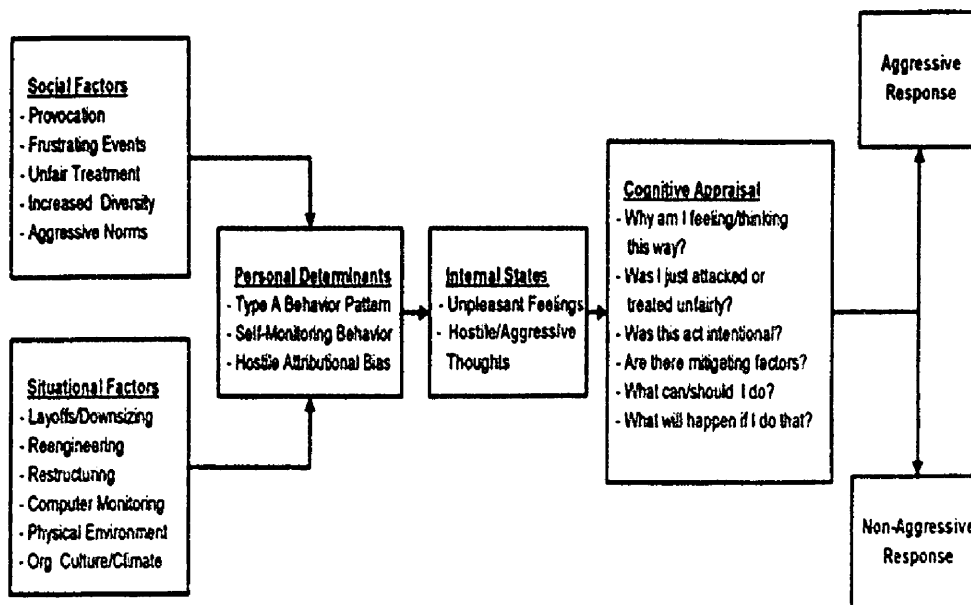 Social Factors
- Provocation
- Frustrating Events
- Unfair Treatment
- Increased Diversity
- Aggressive Norms
Situational Factors
- Layoffs/Downsizing
- Reengineering
- Restructuring
- Computer Monitoring
- Physical Environment
- Org Culture/Climate
Personal Determinants
- Type A Behavior Pattern
- Self-Monitoring Behavior
- Hostile Attributional Bias
Internal States
- Unpleasant Feelings
- Hostile/Aggressive
Thoughts
Cognitive Appraisal
- Why am I feeling/thinking
this way?
- Was I just attacked or
treated unfairly?
- Was this act intentional?
- Are there mitigating factors?
- What can/should I do?
- What will happen if I do that?
Aggressive
Response
Non-Aggressive
Response